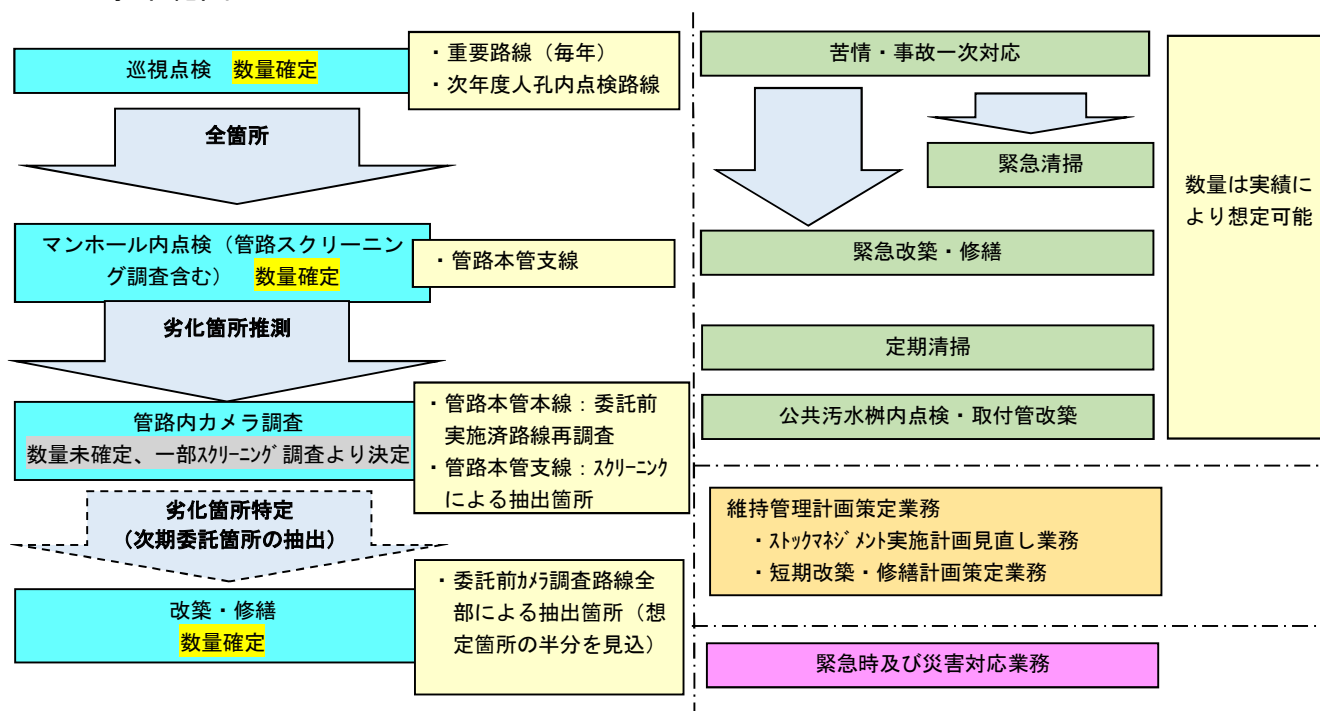 巡視点検　数量確定
・重要路線（毎年）
・次年度人孔内点検路線
全箇所
マンホール内点検（管路スクリーニン
グ調査含む）　数量確定
・管路本管支線
劣化箇所推測
管路内カメラ調査
数量未確定、一部ｽｸﾘｰﾆﾝｸﾞ調査より決定
・管路本管本線：委託前
実施済路線再調査
・管路本管支線：ｽｸﾘｰﾆﾝｸ
による抽出箇所
劣化箇所特定
（次期委託箇所の抽出）
改築・修繕
数量確定
・委託前ｶﾒﾗ調査路線全
部による抽出箇所（想
定箇所の半分を見込）
苦情・事故一次対応
緊急清掃
緊急改築・修繕
定期清掃
公共汚水桝内点検・取付管改築
数量は実績に
より想定可能
維持管理計画策定業務
・ｽﾄｯｸﾏﾈｼﾞﾒﾝﾄ実施計画見直し業務
・短期改築・修繕計画策定業務
緊急時及び災害対応業務